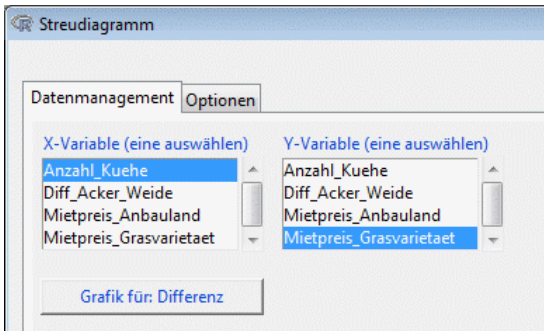 Streudiagramm
Datenmanagement Optionen
X-Variable (eine auswählen) Y-Variable (eine auswählen)
Anzahl_Kuehe Anzahl_Kuehe
Diff_Acker_Weide Diff_Acker_Weide
Mietpreis_Anbauland Mietpreis_Anbauland
Mietpreis_Grasvarietaet Mietpreis_Grasvarietaet
Grafik für: Differenz